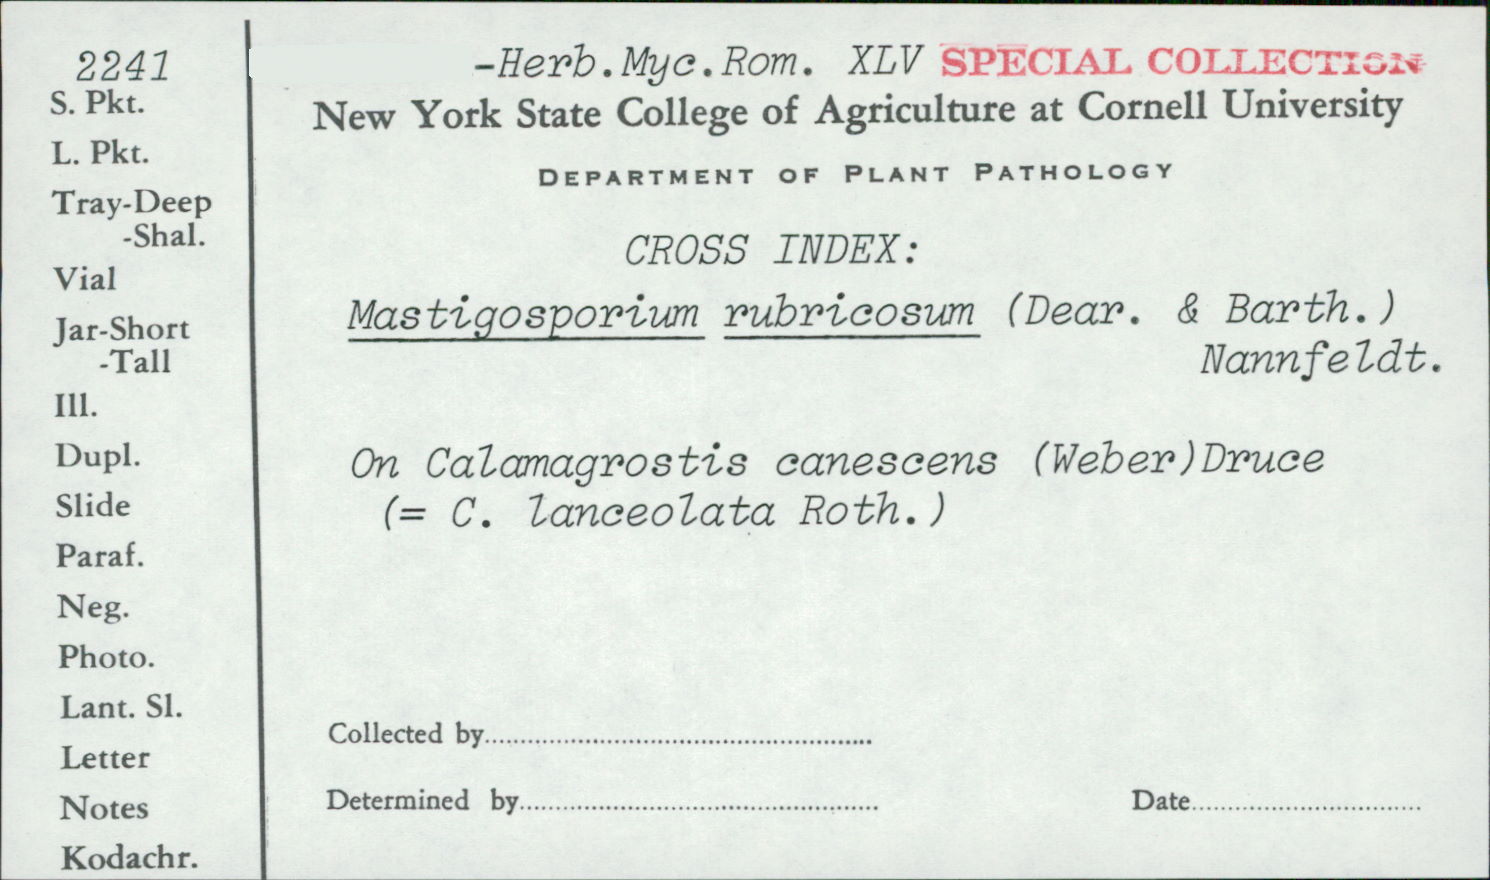 2241
-Herb.Myc.Rom. XLV SPECIAL COLLECTION
New York State College of Agriculture at Cornell University
DEPARTMENT OF PLANT PATHOLOGY
CROSS INDEX:
Mastigosporium rubricosum (Dear. & Barth.)
Nannfeldt.
On Calamagrostis canescens (Weber)Druce
(= C. lanceolata Roth.)
Collected by
Determined by
Date
S. Pkt.
L. Pkt.
Tray-Deep
-Shal.
Vial
Jar-Short
-Tall
Ill.
Dupl.
Slide
Paraf.
Neg.
Photo.
Lant. Sl.
Letter
Notes
Kodachr.